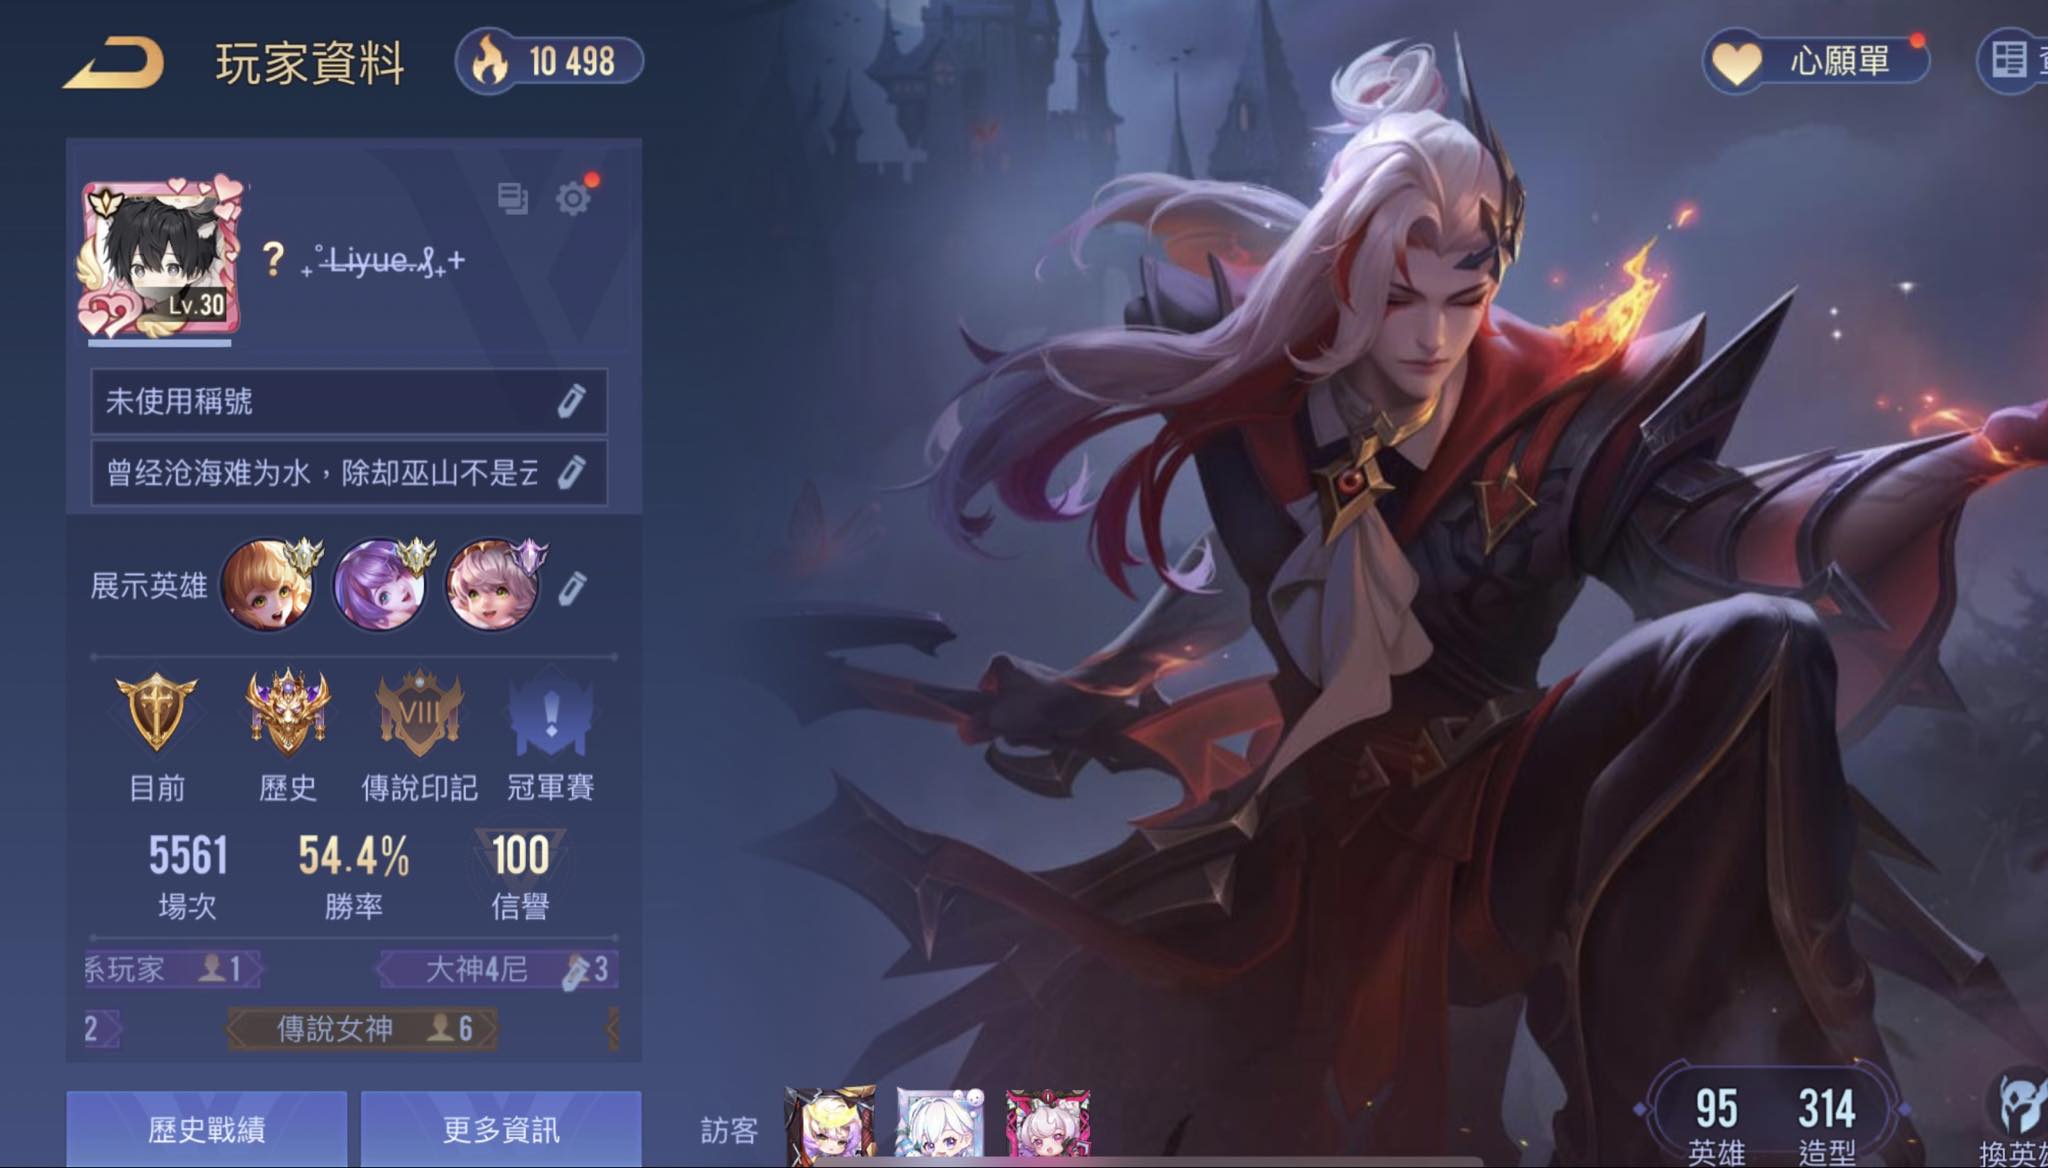 玩家資料
10 498
心願單
Lv.30
? ₊˚Liyue.₊+
未使用稱號
曾经沧海难为水，除却巫山不是云
展示英雄
VIII
目前 歷史 傳說印記 冠軍賽
5561 54.4% 100
場次 勝率 信譽
系玩家 1 大神4尼 3
2 傳說女神 6
歷史戰績 更多資訊 訪客
95 314
英雄 造型 換英